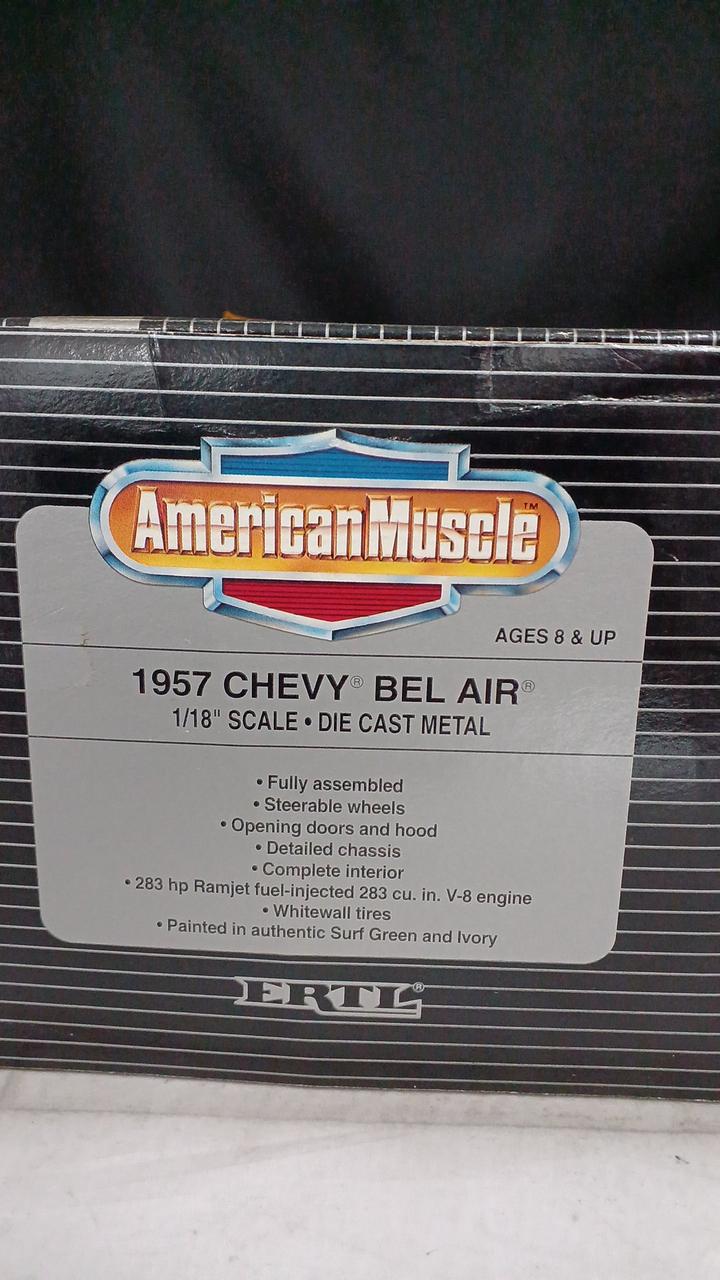 AmericanMuscle™
AGES 8 & UP
1957 CHEVY® BEL AIR®
1/18" SCALE • DIE CAST METAL
• Fully assembled
• Steerable wheels
• Opening doors and hood
• Detailed chassis
• Complete interior
• 283 hp Ramjet fuel-injected 283 cu. in. V-8 engine
• Whitewall tires
• Painted in authentic Surf Green and Ivory
ERTL®